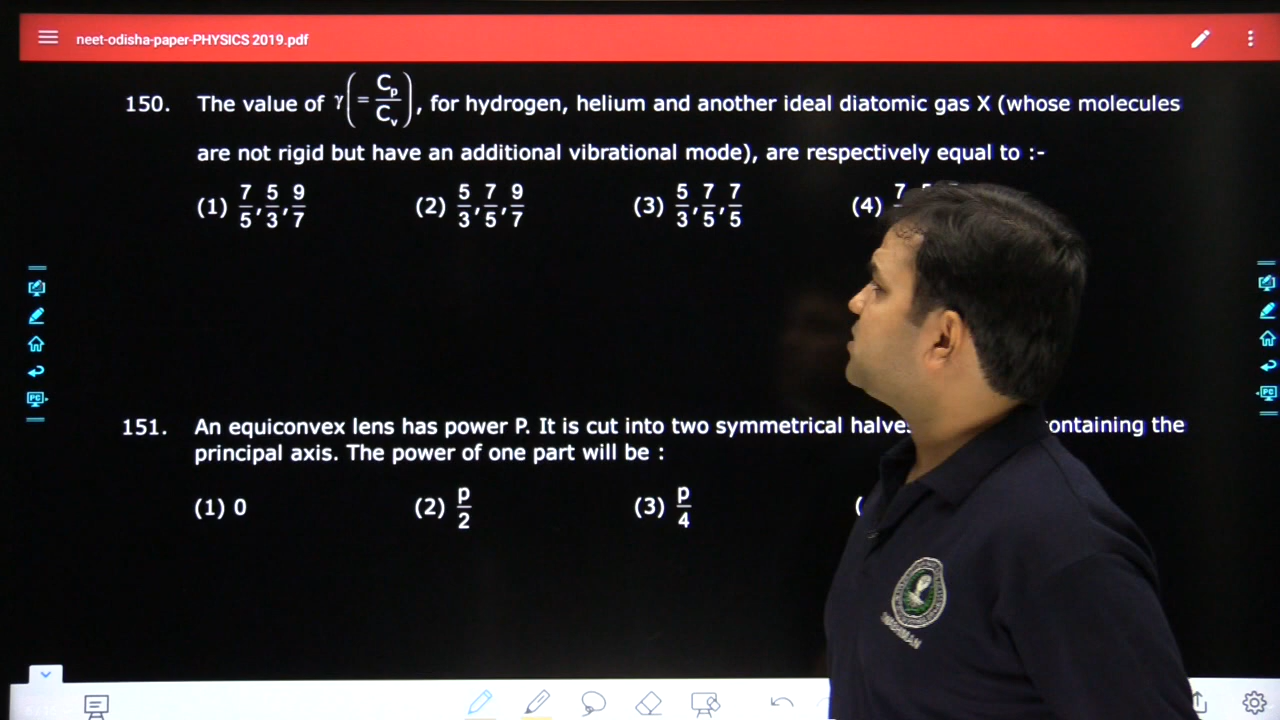 neet-odisha-paper-PHYSICS 2019.pdf
150. The value of γ(= Cp/Cv), for hydrogen, helium and another ideal diatomic gas X (whose molecules
are not rigid but have an additional vibrational mode), are respectively equal to :-
(1) 7/5, 5/3, 9/7 (2) 5/3, 7/5, 9/7 (3) 5/3, 7/5, 7/5 (4)
151. An equiconvex lens has power P. It is cut into two symmetrical halves containing the
principal axis. The power of one part will be :
(1) 0 (2) p/2 (3) p/4
PC
PC